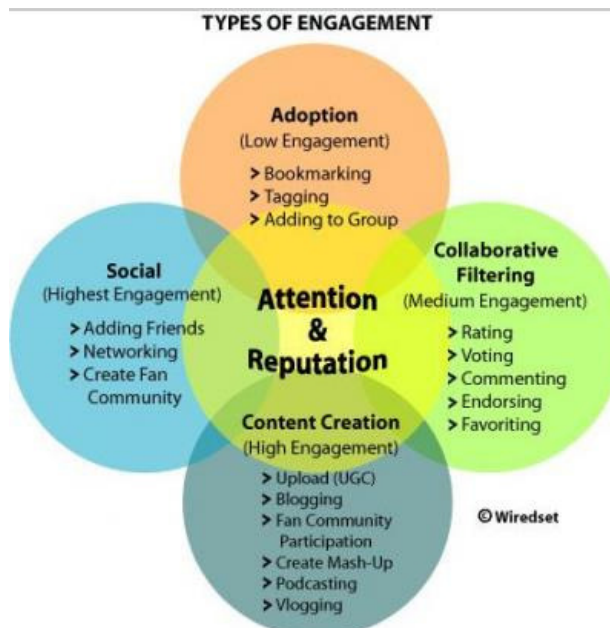 TYPES OF ENGAGEMENT
Adoption
(Low Engagement)
> Bookmarking
> Tagging
> Adding to Group
Social
(Highest Engagement)
> Adding Friends
> Networking
> Create Fan
Community
Attention
&
Reputation
Collaborative
Filtering
(Medium Engagement)
> Rating
> Voting
> Commenting
> Endorsing
> Favoriting
Content Creation
(High Engagement)
> Upload (UGC)
> Blogging
> Fan Community
Participation
> Create Mash-Up
> Podcasting
> Vlogging
© Wiredset